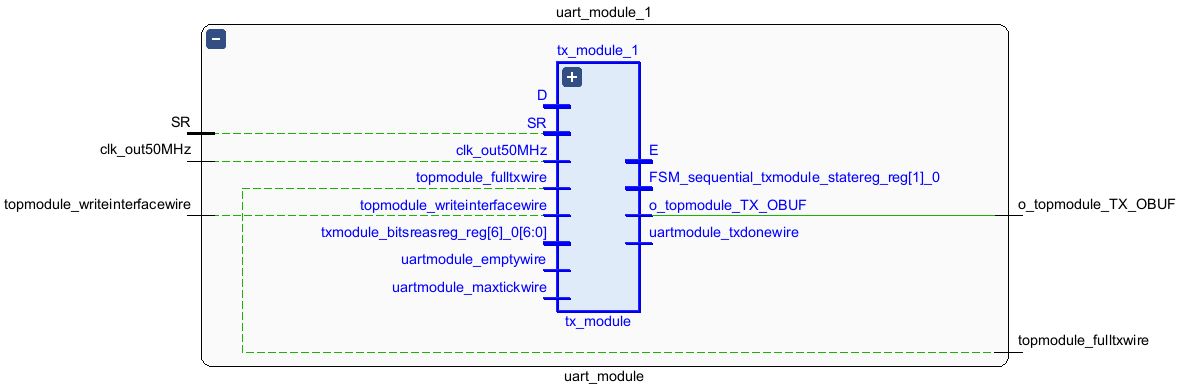 uart_module_1
tx_module_1
D
SR
SR
clk_out50MHz
clk_out50MHz
E
topmodule_fulltxwire
FSM_sequential_txmodule_statereg_reg[1]_0
topmodule_writeinterfacewire
topmodule_writeinterfacewire
o_topmodule_TX_OBUF
o_topmodule_TX_OBUF
txmodule_bitsreasreg_reg[6]_0[6:0]
uartmodule_txdonewire
uartmodule_emptywire
uartmodule_maxtickwire
tx_module
topmodule_fulltxwire
uart_module